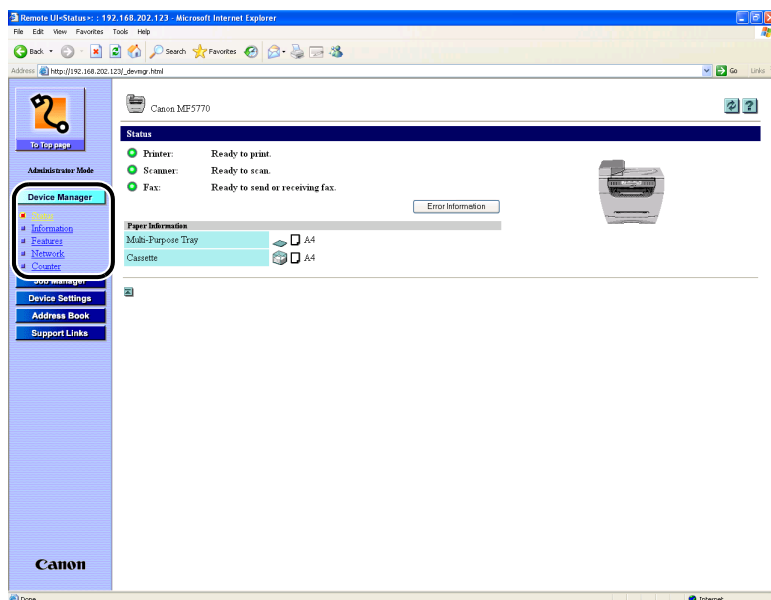 Remote UI<Status>: : 192.168.202.123 - Microsoft Internet Explorer
File Edit View Favorites Tools Help
Back Search Favorites
Address http://192.168.202.123/_devmgr.html Go Links
Canon MF5770
To Top page
Administrator Mode
Device Manager
Status
Information
Features
Network
Counter
Job Manager
Device Settings
Address Book
Support Links
Canon
Status
Printer: Ready to print.
Scanner: Ready to scan.
Fax: Ready to send or receiving fax.
Error Information
Paper Information
Multi-Purpose Tray A4
Cassette A4
Done Internet